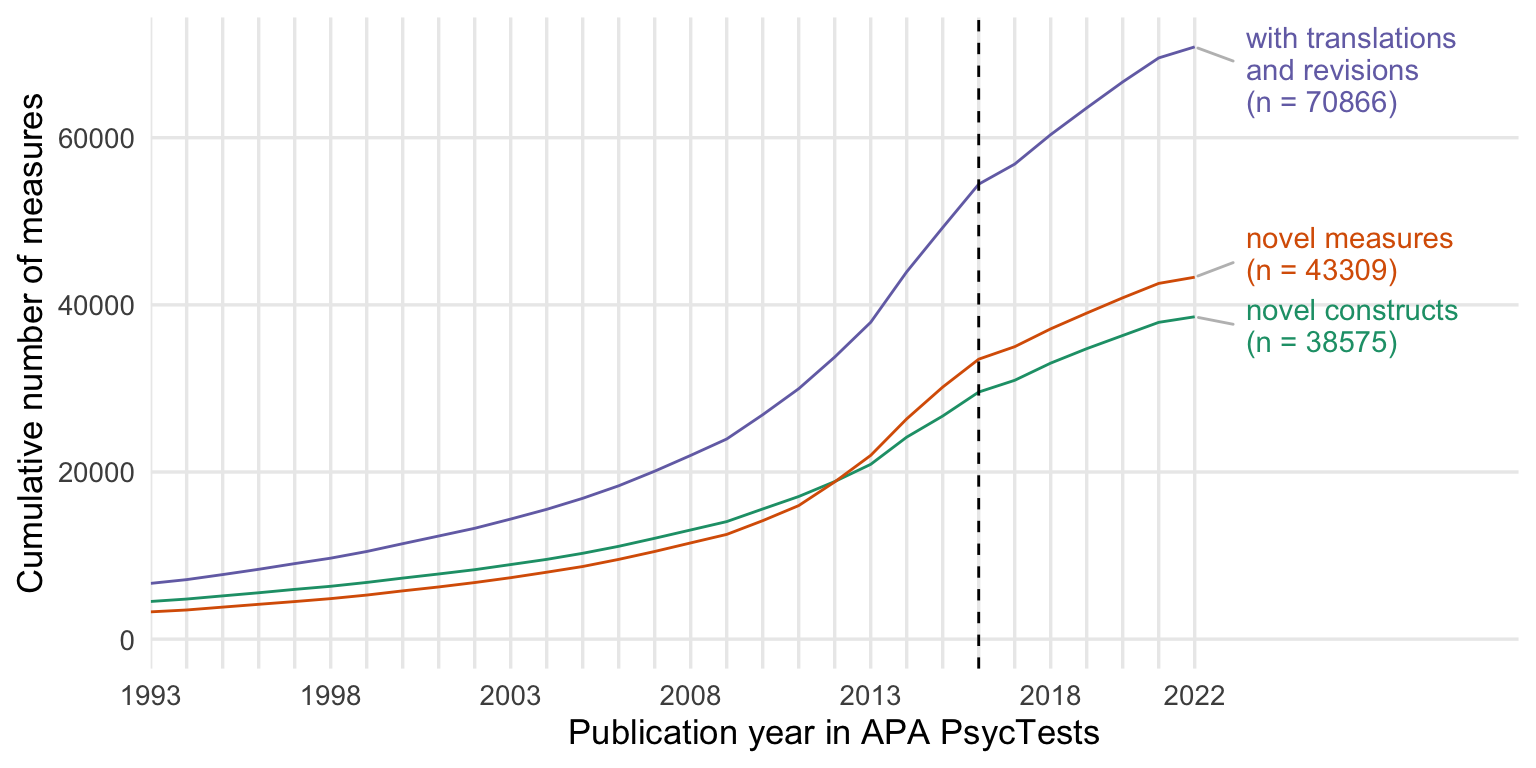 with translations
and revisions
(n = 70866)
novel measures
(n = 43309)
novel constructs
(n = 38575)
Cumulative number of measures
60000
40000
20000
0
1993 1998 2003 2008 2013 2018 2022
Publication year in APA PsycTests